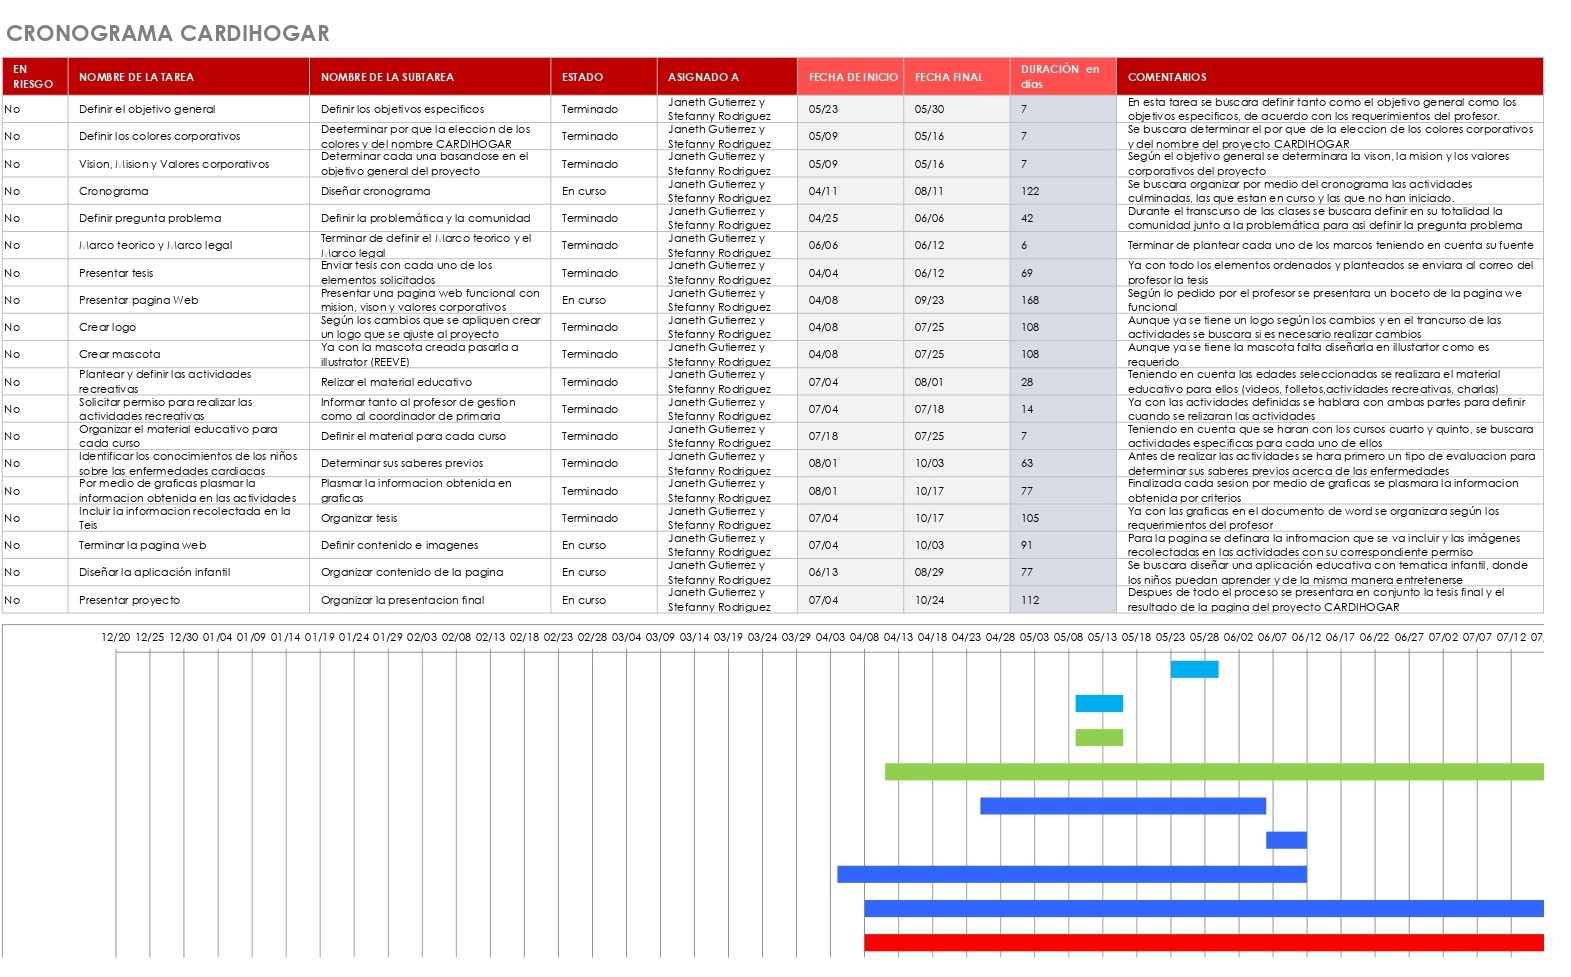 CRONOGRAMA CARDIHOGAR
EN RIESGO NOMBRE DE LA TAREA NOMBRE DE LA SUBTAREA ESTADO ASIGNADO A FECHA DE INICIO FECHA FINAL DURACIÓN en días COMENTARIOS
No Definir el objetivo general Definir los objetivos especificos Terminado Janeth Gutierrez y Stefanny Rodriguez 05/23 05/30 7 En esta tarea se buscara definir tanto como el objetivo general como los objetivos especificos, de acuerdo con los requerimientos del profesor.
No Definir los colores corporativos Deeterminar por que la eleccion de los colores y del nombre CARDIHOGAR Terminado Janeth Gutierrez y Stefanny Rodriguez 05/09 05/16 7 Se buscara determinar el por que de la eleccion de los colores corporativos y del nombre del proyecto CARDIHOGAR
No Vision, Mision y Valores corporativos Determinar cada una basandose en el objetivo general del proyecto Terminado Janeth Gutierrez y Stefanny Rodriguez 05/09 05/16 7 Según el objetivo general se determinara la vison, la mision y los valores corporativos del proyecto
No Cronograma Diseñar cronograma En curso Janeth Gutierrez y Stefanny Rodriguez 04/11 08/11 122 Se buscara organizar por medio del cronograma las actividades culminadas, las que estan en curso y las que no han iniciado.
No Definir pregunta problema Definir la problemática y la comunidad Terminado Janeth Gutierrez y Stefanny Rodriguez 04/25 06/06 42 Durante el transcurso de las clases se buscara definir en su totalidad la comunidad junto a la problemática para asi definir la pregunta problema
No Marco teorico y Marco legal Terminar de definir el Marco teorico y el Marco legal Terminado Janeth Gutierrez y Stefanny Rodriguez 06/06 06/12 6 Terminar de plantear cada uno de los marcos teniendo en cuenta su fuente
No Presentar tesis Enviar tesis con cada uno de los elementos solicitados Terminado Janeth Gutierrez y Stefanny Rodriguez 04/04 06/12 69 Ya con todo los elementos ordenados y planteados se enviara al correo del profesor la tesis
No Presentar pagina Web Presentar una pagina web funcional con mision, vison y valores corporativos En curso Janeth Gutierrez y Stefanny Rodriguez 04/08 09/23 168 Según lo pedido por el profesor se presentara un boceto de la pagina we funcional
No Crear logo Según los cambios que se apliquen crear un logo que se ajuste al proyecto Terminado Janeth Gutierrez y Stefanny Rodriguez 04/08 07/25 108 Aunque ya se tiene un logo según los cambios y en el trancurso de las actividades se buscara si es necesario realizar cambios
No Crear mascota Ya con la mascota creada pasarla a illustrator (REEVE) Terminado Janeth Gutierrez y Stefanny Rodriguez 04/08 07/25 108 Aunque ya se tiene la mascota falta diseñarla en illustartor como es requerido
No Plantear y definir las actividades recreativas Relizar el material educativo Terminado Janeth Gutierrez y Stefanny Rodriguez 07/04 08/01 28 Teniendo en cuenta las edades seleccionadas se realizara el material educativo para ellos (videos, folletos,actividades recreativas, charlas)
No Solicitar permiso para realizar las actividades recreativas Informar tanto al profesor de gestion como al coordinador de primaria Terminado Janeth Gutierrez y Stefanny Rodriguez 07/04 07/18 14 Ya con las actividades definidas se hablara con ambas partes para definir cuando se relizaran las actividades
No Organizar el material educativo para cada curso Definir el material para cada curso Terminado Janeth Gutierrez y Stefanny Rodriguez 07/18 07/25 7 Teniendo en cuenta que se haran con los cursos cuarto y quinto, se buscara actividades especificas para cada uno de ellos
No Identificar los conocimientos de los niños sobre las enfermedades cardiacas Determinar sus saberes previos Terminado Janeth Gutierrez y Stefanny Rodriguez 08/01 10/03 63 Antes de realizar las actividades se hara primero un tipo de evaluacion para determinar sus saberes previos acerca de las enfermedades
No Por medio de graficas plasmar la informacion obtenida en las actividades Plasmar la informacion obtenida en graficas Terminado Janeth Gutierrez y Stefanny Rodriguez 08/01 10/17 77 Finalizada cada sesion por medio de graficas se plasmara la informacion obtenida por criterios
No Incluir la informacion recolectada en la Teis Organizar tesis Terminado Janeth Gutierrez y Stefanny Rodriguez 07/04 10/17 105 Ya con las graficas en el documento de word se organizara según los requerimientos del profesor
No Terminar la pagina web Definir contenido e imagenes En curso Janeth Gutierrez y Stefanny Rodriguez 07/04 10/03 91 Para la pagina se definara la infromacion que se va incluir y las imágenes recolectadas en las actividades con su correspondiente permiso
No Diseñar la aplicación infantil Organizar contenido de la pagina En curso Janeth Gutierrez y Stefanny Rodriguez 06/13 08/29 77 Se buscara diseñar una aplicación educativa con tematica infantil, donde los niños puedan aprender y de la misma manera entretenerse
No Presentar proyecto Organizar la presentacion final En curso Janeth Gutierrez y Stefanny Rodriguez 07/04 10/24 112 Despues de todo el proceso se presentara en conjunto la tesis final y el resultado de la pagina del proyecto CARDIHOGAR
12/20 12/25 12/30 01/04 01/09 01/14 01/19 01/24 01/29 02/03 02/08 02/13 02/18 02/23 02/28 03/04 03/09 03/14 03/19 03/24 03/29 04/03 04/08 04/13 04/18 04/23 04/28 05/03 05/08 05/13 05/18 05/23 05/28 06/02 06/07 06/12 06/17 06/22 06/27 07/02 07/07 07/12 07/